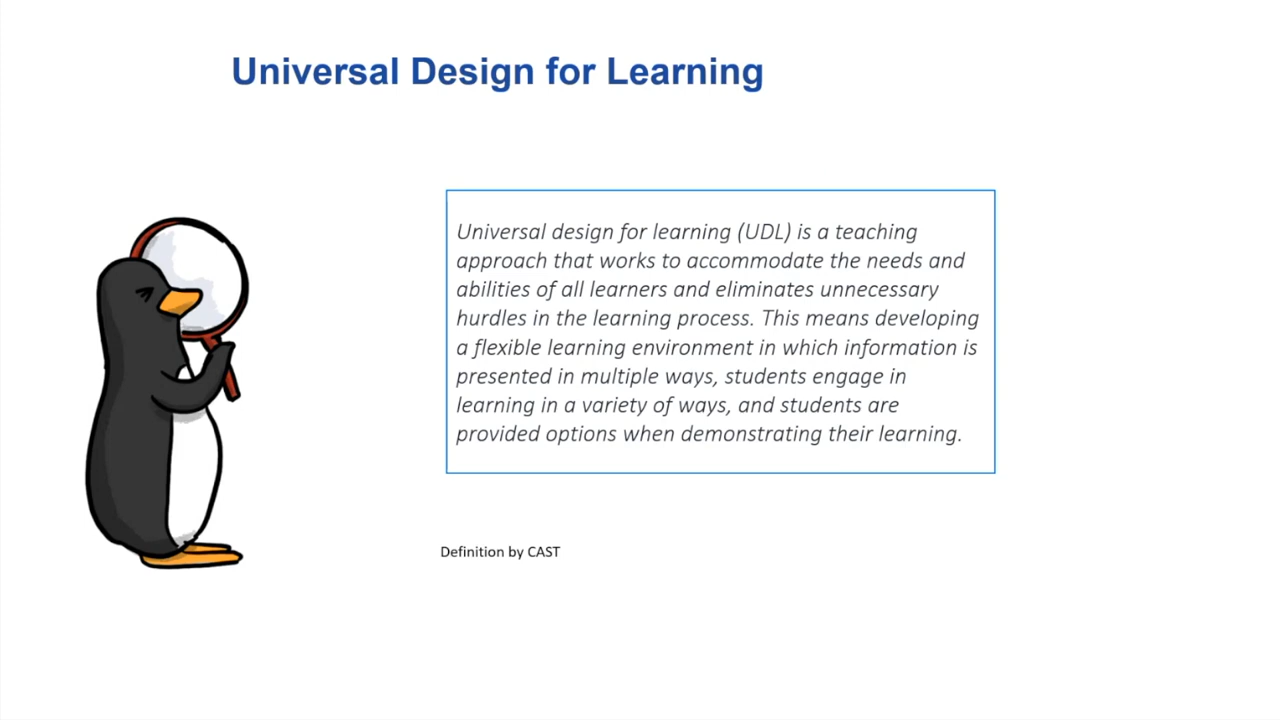 Universal Design for Learning
Universal design for learning (UDL) is a teaching
approach that works to accommodate the needs and
abilities of all learners and eliminates unnecessary
hurdles in the learning process. This means developing
a flexible learning environment in which information is
presented in multiple ways, students engage in
learning in a variety of ways, and students are
provided options when demonstrating their learning.
Definition by CAST